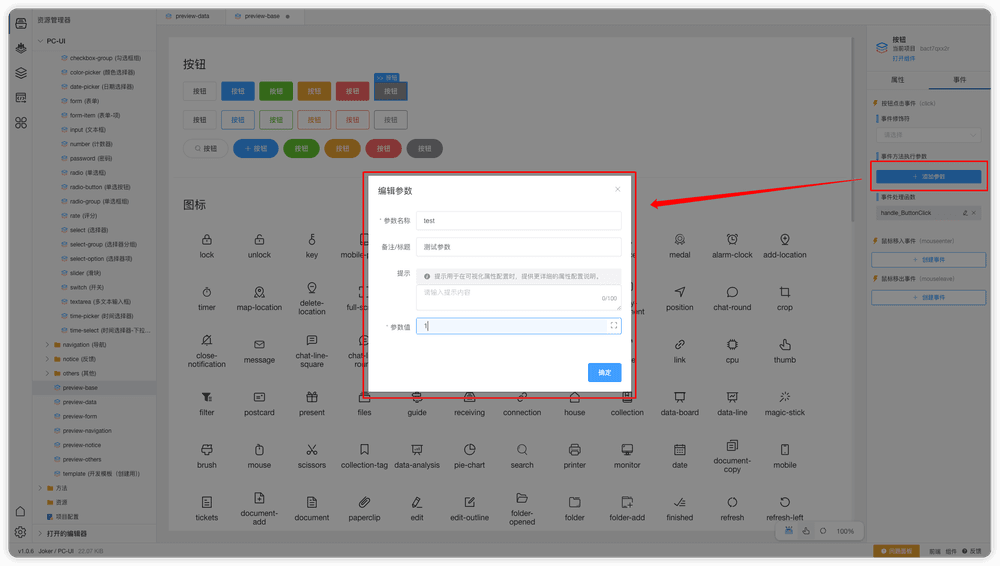 资源管理器
PC-UI
checkbox-group (勾选框组)
color-picker (颜色选择器)
date-picker (日期选择器)
form (表单)
form-item (表单-项)
input (文本框)
number (计数器)
password (密码)
radio (单选框)
radio-button (单选按钮)
radio-group (单选框组)
rate (评分)
select (选择器)
select-group (选择器分组)
select-option (选择器项)
slider (滑块)
switch (开关)
textarea (多文本输入框)
time-picker (时间选择器)
time-select (时间选择器-下拉...
navigation (导航)
notice (反馈)
others (其他)
preview-base
preview-data
preview-form
preview-navigation
preview-notice
preview-others
template (开发模板（创建用）)
方法
资源
项目配置
打开的编辑器
v1.0.6 Joker / PC-UI 22.07 KB
preview-data
preview-base
按钮
按钮
按钮 按钮 按钮 按钮 按钮 按钮
按钮 按钮 按钮 按钮 按钮 按钮
按钮 + 按钮 按钮 按钮 按钮 按钮
图标
lock unlock key medal alarm-clock add-location
timer map-location delete-location position chat-round crop
close-notification message chat-line-square link cpu thumb
filter postcard present files guide receiving connection house collection data-board data-line magic-stick
brush mouse scissors collection-tag data-analysis pie-chart search printer monitor date document-copy mobile
tickets document-add document paperclip edit edit-outline folder-opened folder folder-add finished refresh refresh-left
100%
编辑参数
* 参数名称 test
备注/标题 测试参数
提示 提示用于在可视化属性配置时，提供更详细的属性配置说明。
请输入提示内容
0/100
* 参数值 1
确定
按钮
当前项目
打开组件
属性 事件
按钮点击事件 (click)
事件修饰符
请选择
事件方法执行参数
+ 添加参数
事件处理函数
handle_ButtonClick
鼠标移入事件 (mouseenter)
+ 创建事件
鼠标移出事件 (mouseleave)
+ 创建事件
前端 组件 反馈